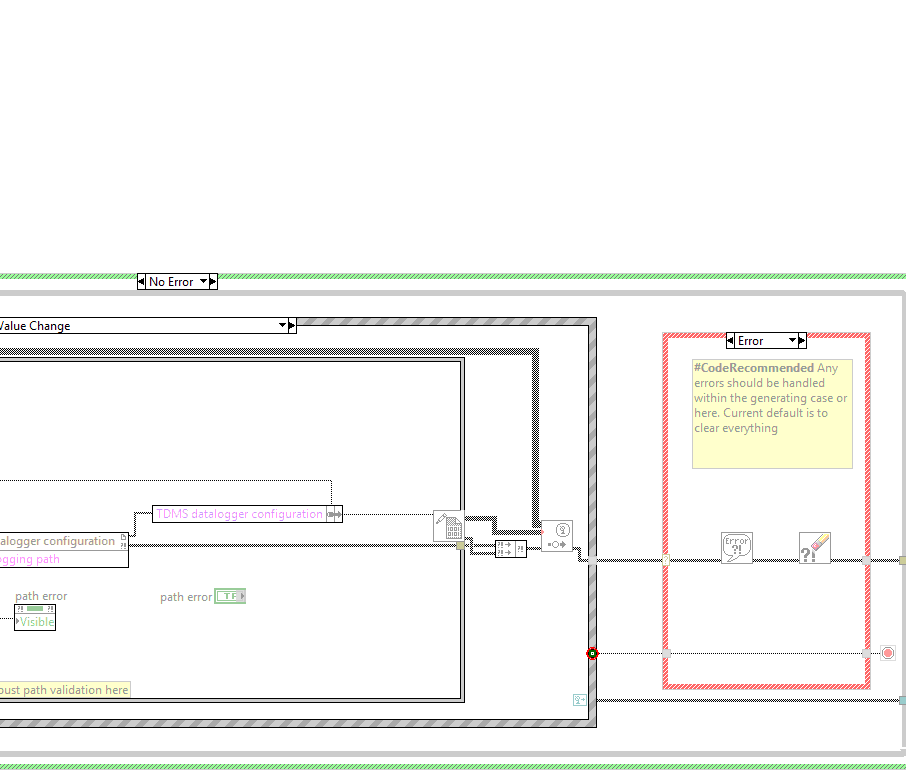 No Error
Value Change
Error
#CodeRecommended Any
errors should be handled
within the generating case or
here. Current default is to
clear everything
TDMS datalogger configuration
alogger configuration
gging path
Error
?!
path error
path error
TF
Visible
bust path validation here